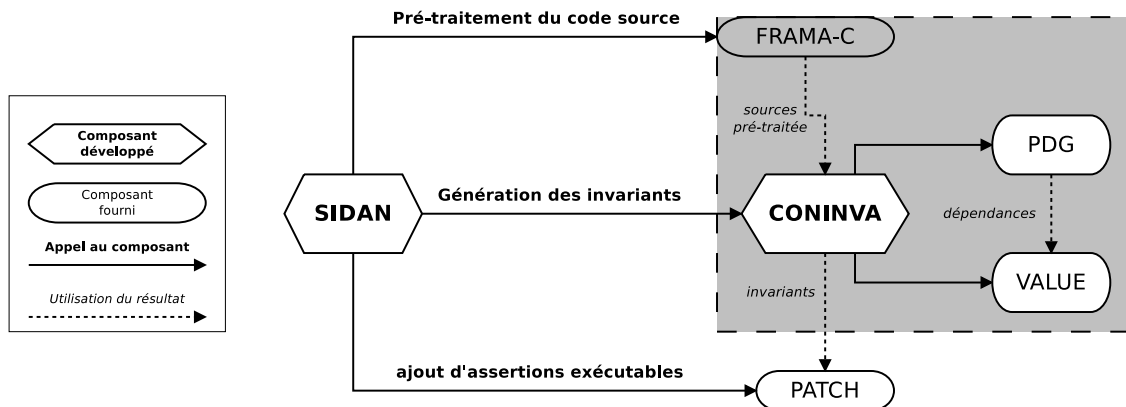 Pré-traitement du code source
FRAMA-C
sources
pré-traitée
PDG
Composant
développé
Composant
fourni
Appel au composant
Utilisation du résultat
SIDAN
Génération des invariants
CONINVA
dépendances
VALUE
invariants
ajout d'assertions exécutables
PATCH